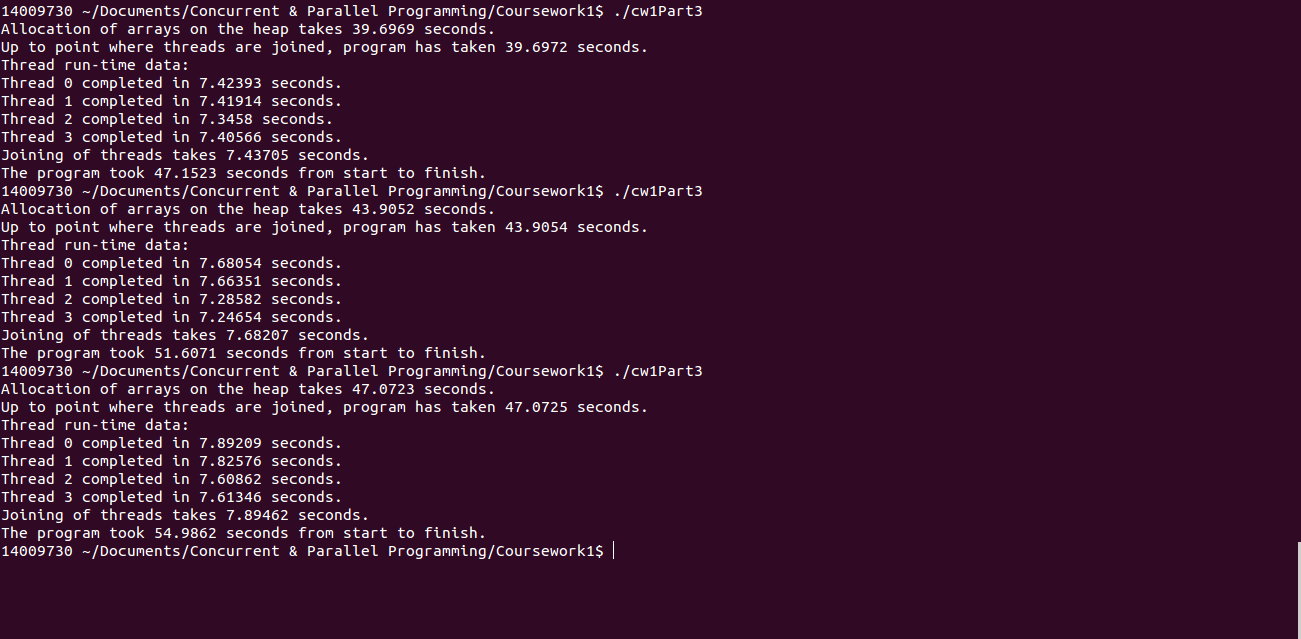 14009730 ~/Documents/Concurrent & Parallel Programming/Coursework1$ ./cw1Part3
Allocation of arrays on the heap takes 39.6969 seconds.
Up to point where threads are joined, program has taken 39.6972 seconds.
Thread run-time data:
Thread 0 completed in 7.42393 seconds.
Thread 1 completed in 7.41914 seconds.
Thread 2 completed in 7.3458 seconds.
Thread 3 completed in 7.40566 seconds.
Joining of threads takes 7.43705 seconds.
The program took 47.1523 seconds from start to finish.
14009730 ~/Documents/Concurrent & Parallel Programming/Coursework1$ ./cw1Part3
Allocation of arrays on the heap takes 43.9052 seconds.
Up to point where threads are joined, program has taken 43.9054 seconds.
Thread run-time data:
Thread 0 completed in 7.68054 seconds.
Thread 1 completed in 7.66351 seconds.
Thread 2 completed in 7.28582 seconds.
Thread 3 completed in 7.24654 seconds.
Joining of threads takes 7.68207 seconds.
The program took 51.6071 seconds from start to finish.
14009730 ~/Documents/Concurrent & Parallel Programming/Coursework1$ ./cw1Part3
Allocation of arrays on the heap takes 47.0723 seconds.
Up to point where threads are joined, program has taken 47.0725 seconds.
Thread run-time data:
Thread 0 completed in 7.89209 seconds.
Thread 1 completed in 7.82576 seconds.
Thread 2 completed in 7.60862 seconds.
Thread 3 completed in 7.61346 seconds.
Joining of threads takes 7.89462 seconds.
The program took 54.9862 seconds from start to finish.
14009730 ~/Documents/Concurrent & Parallel Programming/Coursework1$